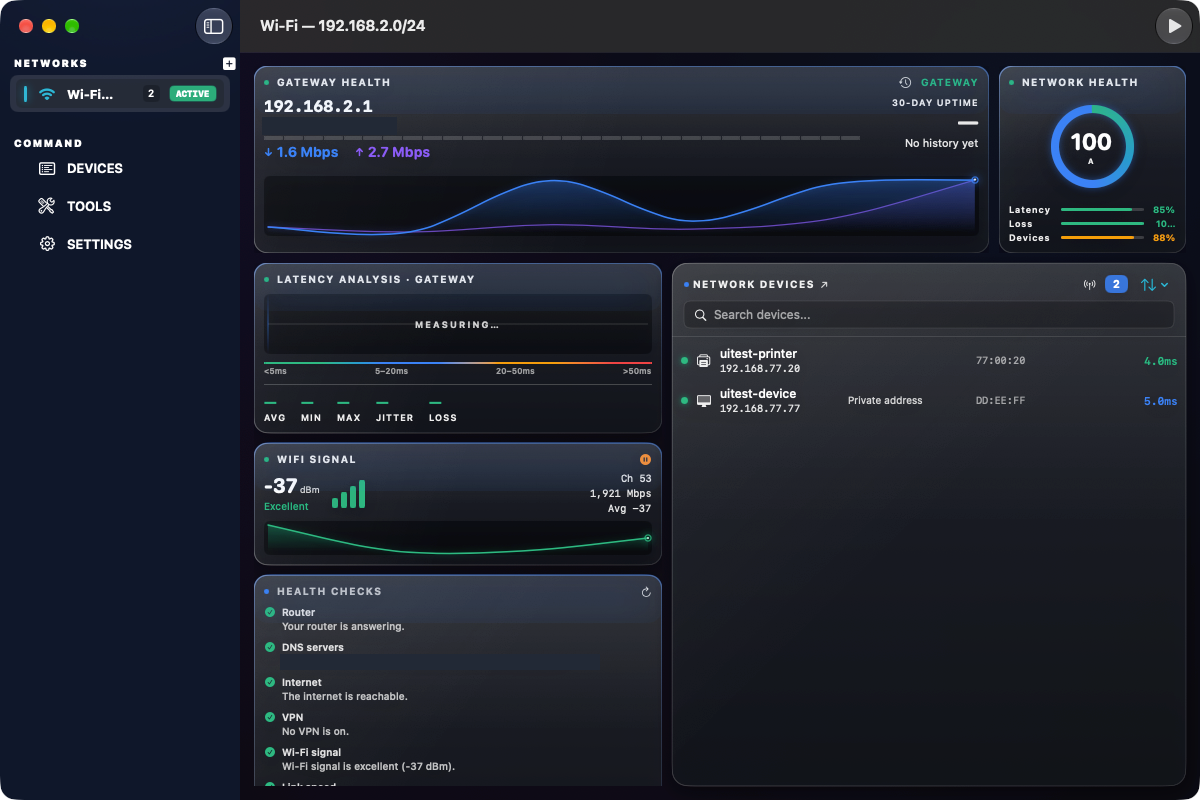 Wi-Fi — 192.168.2.0/24
NETWORKS
Wi-Fi... 2 ACTIVE
COMMAND
DEVICES
TOOLS
SETTINGS
GATEWAY HEALTH
GATEWAY
192.168.2.1
30-DAY UPTIME
—
No history yet
↓ 1.6 Mbps ↑ 2.7 Mbps
NETWORK HEALTH
100
A
Latency 85%
Loss 10...
Devices 88%
LATENCY ANALYSIS · GATEWAY
MEASURING...
<5ms 5–20ms 20–50ms >50ms
— — — — —
AVG MIN MAX JITTER LOSS
WIFI SIGNAL
-37 dBm
Excellent
Ch 53
1,921 Mbps
Avg −37
HEALTH CHECKS
Router
Your router is answering.
DNS servers
Internet
The internet is reachable.
VPN
No VPN is on.
Wi-Fi signal
Wi-Fi signal is excellent (-37 dBm).
NETWORK DEVICES ↗
2
Search devices...
uitest-printer
192.168.77.20
77:00:20
4.0ms
uitest-device
192.168.77.77
Private address
DD:EE:FF
5.0ms